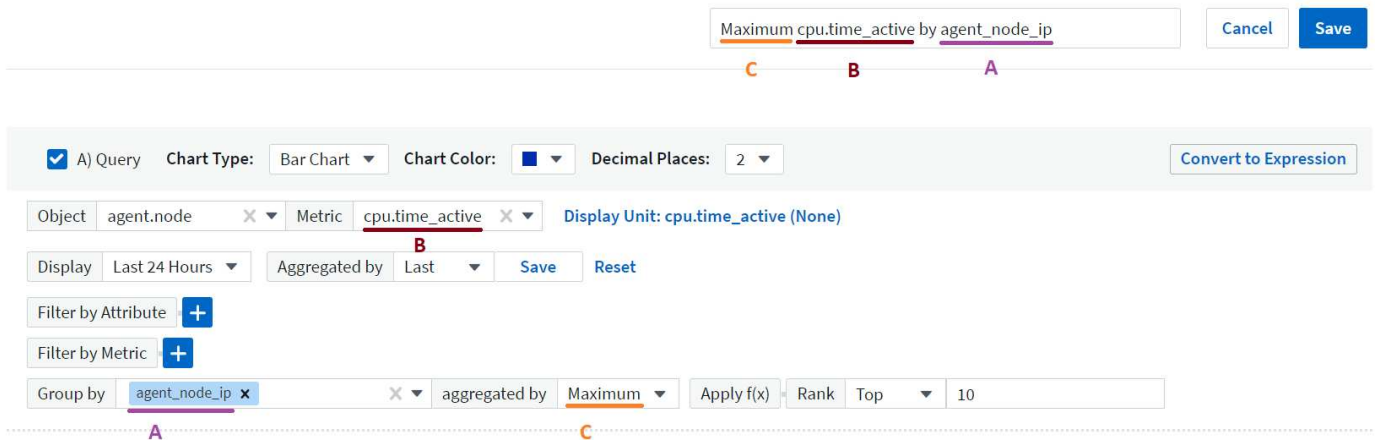 Maximum cpu.time_active by agent_node_ip Cancel Save
C B A
A) Query Chart Type: Bar Chart Chart Color: Decimal Places: 2 Convert to Expression
Object agent.node Metric cpu.time_active Display Unit: cpu.time_active (None)
B
Display Last 24 Hours Aggregated by Last Save Reset
Filter by Attribute +
Filter by Metric +
Group by agent_node_ip x aggregated by Maximum Apply f(x) Rank Top 10
A C